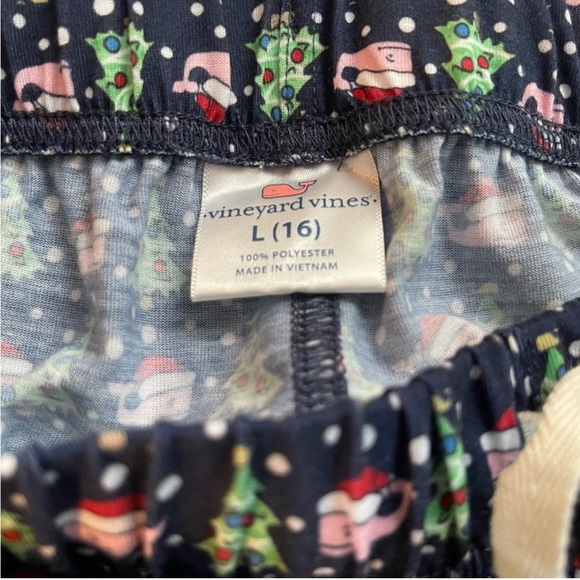 vineyard vines
L (16)
100% POLYESTER
MADE IN VIETNAM